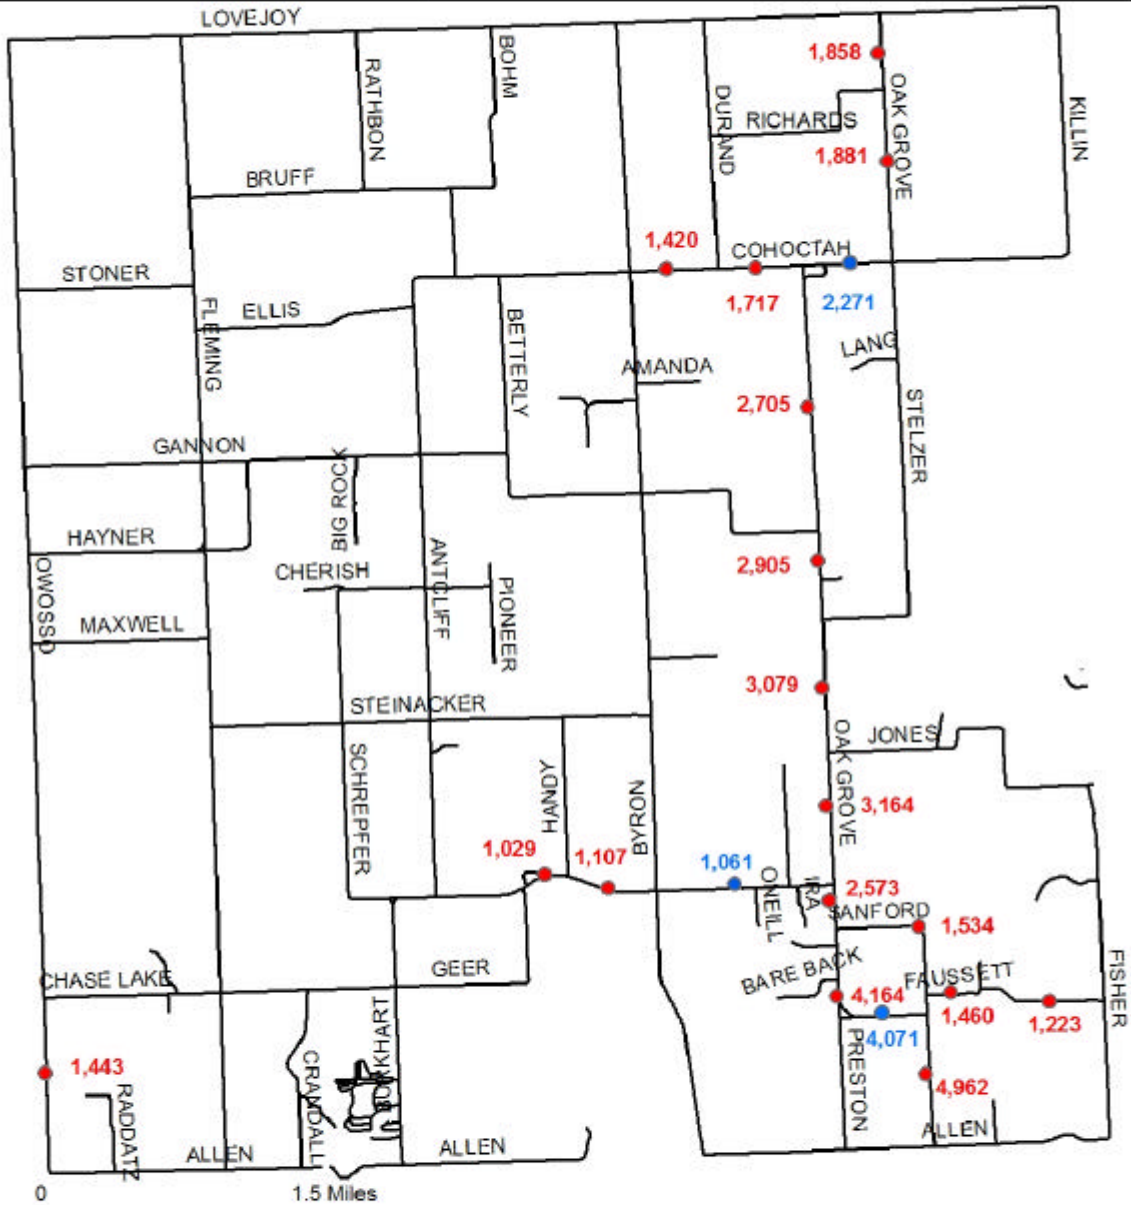 LOVEJOY
BOHM
RATHBON
1,858
DURAND
OAK GROVE
KILLIN
RICHARDS
1,881
BRUFF
1,420
COHOCTAH
STONER
1,717
2,271
FLEMING
ELLIS
BETTERLY
LANG
AMANDA
2,705
STELZER
GANNON
BIG ROCK
HAYNER
OWOSSO
ANTCLIFF
2,905
CHERISH
PIONEER
MAXWELL
3,079
STEINACKER
OAK GROVE
JONES
SCHREPFER
HANDY
BYRON
3,164
1,029
1,107
1,061
ONEILL
IRA
2,573
SANFORD
1,534
GEER
BARE BACK
FAUSSETT
FISHER
CHASE LAKE
4,164
1,460
1,223
BURKHART
PRESTON
4,071
1,443
CRANDALL
4,962
RADDATZ
ALLEN
ALLEN
ALLEN
0
1.5 Miles